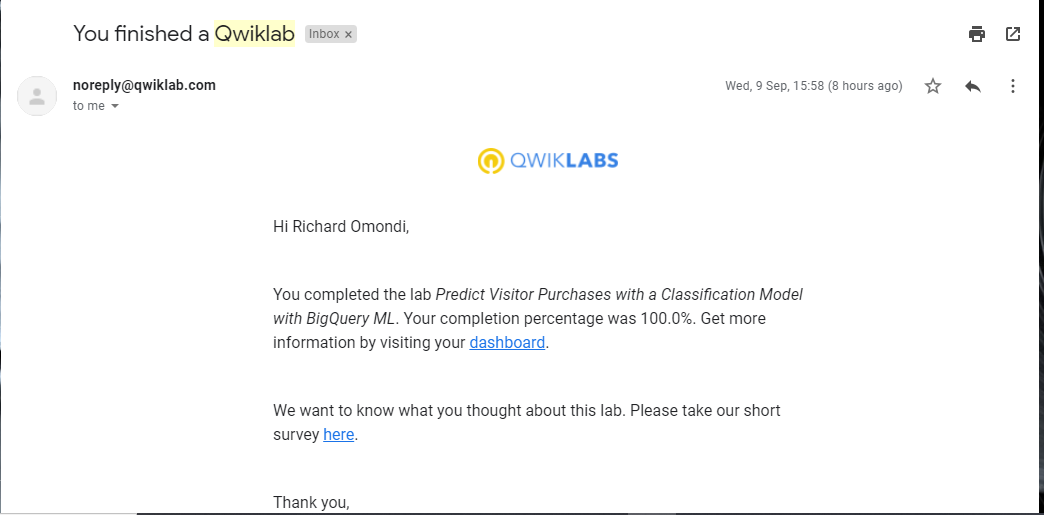 You finished a Qwiklab Inbox ×
noreply@qwiklab.com Wed, 9 Sep, 15:58 (8 hours ago)
to me
QWIKLABS
Hi Richard Omondi,
You completed the lab Predict Visitor Purchases with a Classification Model
with BigQuery ML. Your completion percentage was 100.0%. Get more
information by visiting your dashboard.
We want to know what you thought about this lab. Please take our short
survey here.
Thank you,